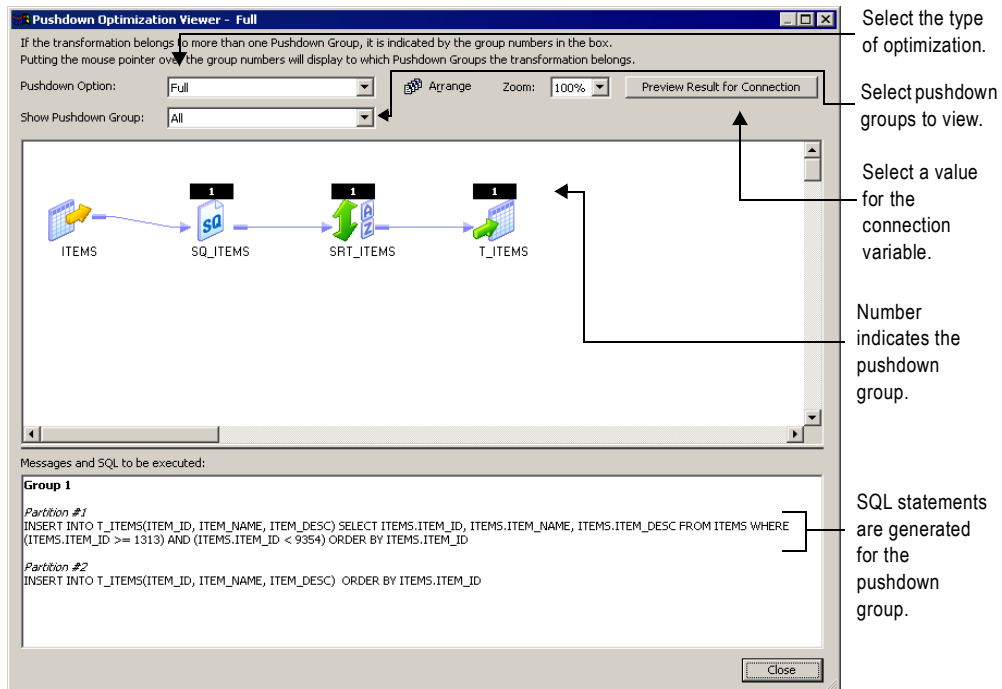 Pushdown Optimization Viewer - Full
If the transformation belongs to more than one Pushdown Group, it is indicated by the group numbers in the box.
Putting the mouse pointer over the group numbers will display to which Pushdown Groups the transformation belongs.
Pushdown Option: Full Arrange Zoom: 100% Preview Result for Connection
Show Pushdown Group: All
1 1 1
SQ A Z
ITEMS SQ_ITEMS SRT_ITEMS T_ITEMS
Messages and SQL to be executed:
Group 1
Partition #1
INSERT INTO T_ITEMS(ITEM_ID, ITEM_NAME, ITEM_DESC) SELECT ITEMS.ITEM_ID, ITEMS.ITEM_NAME, ITEMS.ITEM_DESC FROM ITEMS WHERE
(ITEMS.ITEM_ID >= 1313) AND (ITEMS.ITEM_ID < 9354) ORDER BY ITEMS.ITEM_ID
Partition #2
INSERT INTO T_ITEMS(ITEM_ID, ITEM_NAME, ITEM_DESC) ORDER BY ITEMS.ITEM_ID
Close
Select the type
of optimization.
Select pushdown
groups to view.
Select a value
for the
connection
variable.
Number
indicates the
pushdown
group.
SQL statements
are generated
for the
pushdown
group.